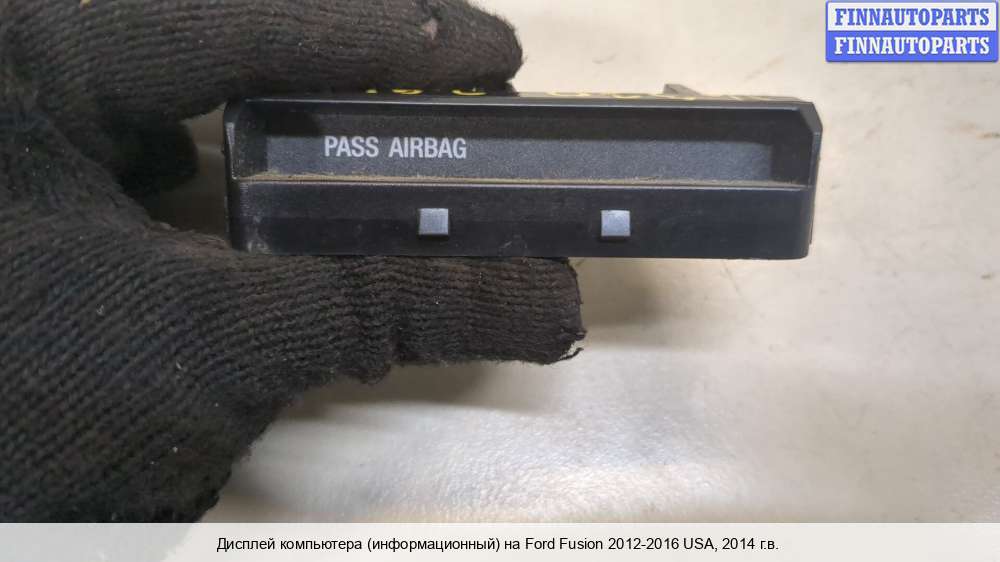 FINNAUTOPARTS
FINNAUTOPARTS
PASS AIRBAG
Дисплей компьютера (информационный) на Ford Fusion 2012-2016 USA, 2014 г.в.